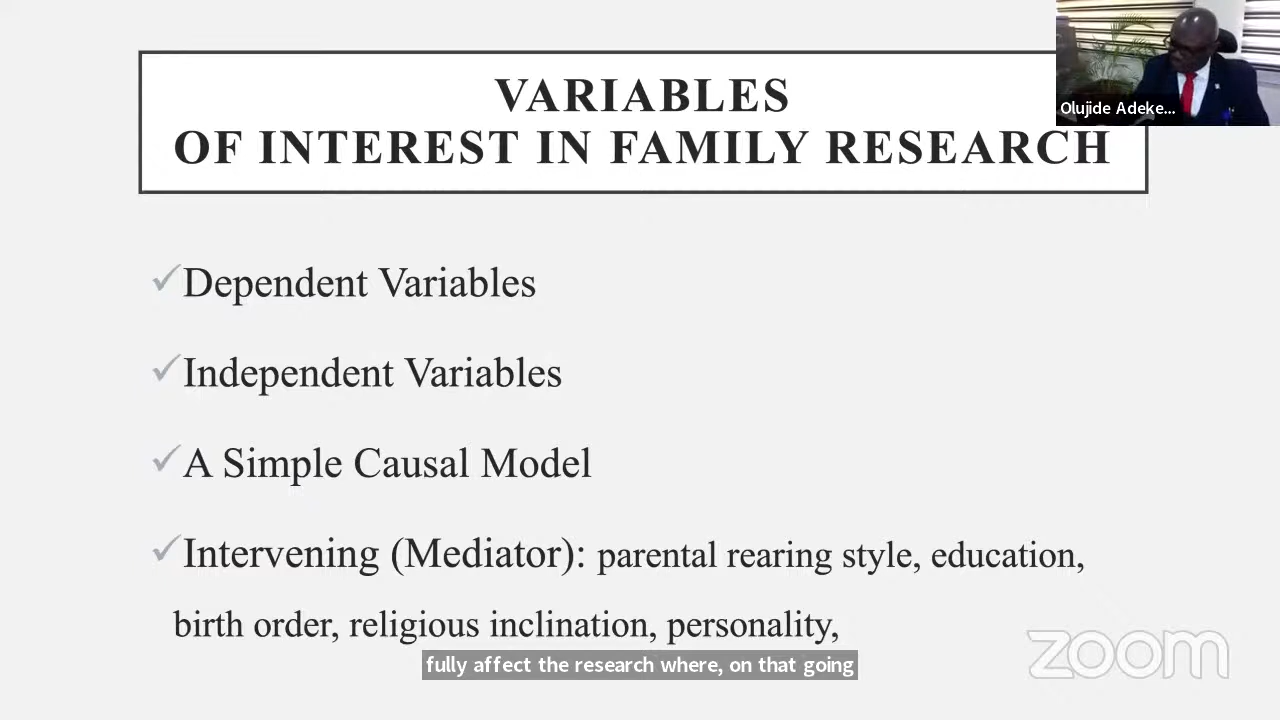 VARIABLES
OF INTEREST IN FAMILY RESEARCH
Olujide Adeke...
Dependent Variables
Independent Variables
A Simple Causal Model
Intervening (Mediator): parental rearing style, education,
birth order, religious inclination, personality,
fully affect the research where, on that going
zoom